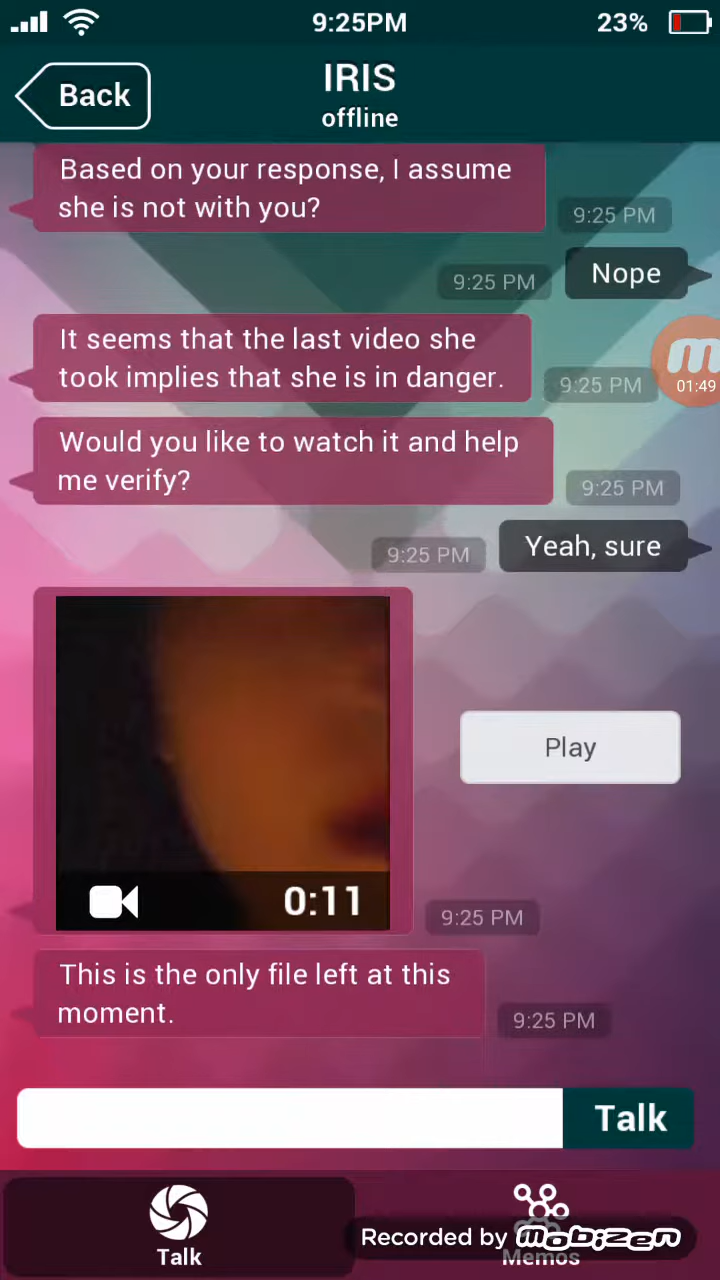 9:25PM
23%
Back
IRIS
offline
Based on your response, I assume
she is not with you?
9:25 PM
9:25 PM
Nope
It seems that the last video she
took implies that she is in danger.
9:25 PM
01:49
Would you like to watch it and help
me verify?
9:25 PM
9:25 PM
Yeah, sure
Play
0:11
9:25 PM
This is the only file left at this
moment.
9:25 PM
Talk
Talk
Recorded by mobizen
Memos